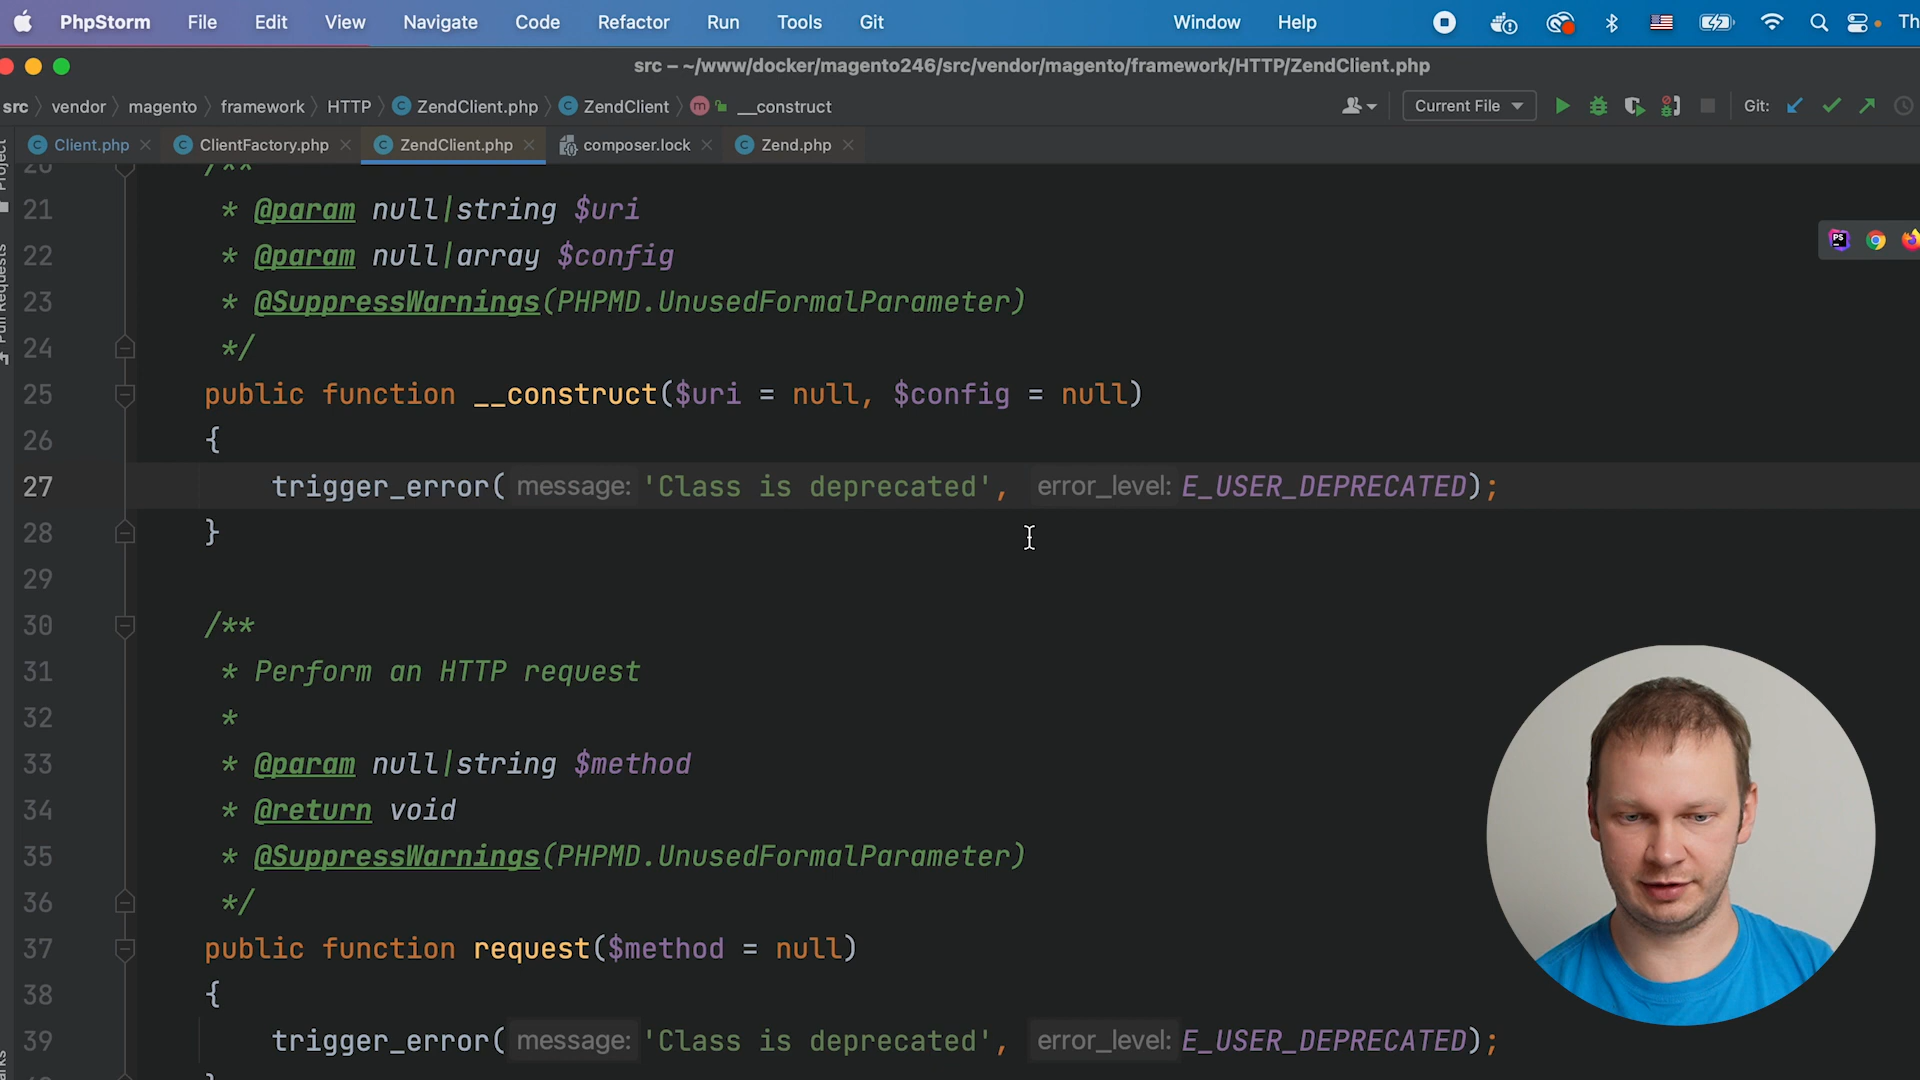 PhpStorm File Edit View Navigate Code Refactor Run Tools Git Window Help Th
src – ~/www/docker/magento246/src/vendor/magento/framework/HTTP/ZendClient.php
src vendor magento framework HTTP ZendClient.php ZendClient m __construct Current File Git:
Client.php ClientFactory.php ZendClient.php composer.lock Zend.php
Project
Pull Requests
20 /**
21 * @param null|string $uri
22 * @param null|array $config
23 * @SuppressWarnings(PHPMD.UnusedFormalParameter)
24 */
25 public function __construct($uri = null, $config = null)
26 {
27 trigger_error( message: 'Class is deprecated', error_level: E_USER_DEPRECATED);
28 }
29
30 /**
31 * Perform an HTTP request
32 *
33 * @param null|string $method
34 * @return void
35 * @SuppressWarnings(PHPMD.UnusedFormalParameter)
36 */
37 public function request($method = null)
38 {
39 trigger_error( message: 'Class is deprecated', error_level: E_USER_DEPRECATED);